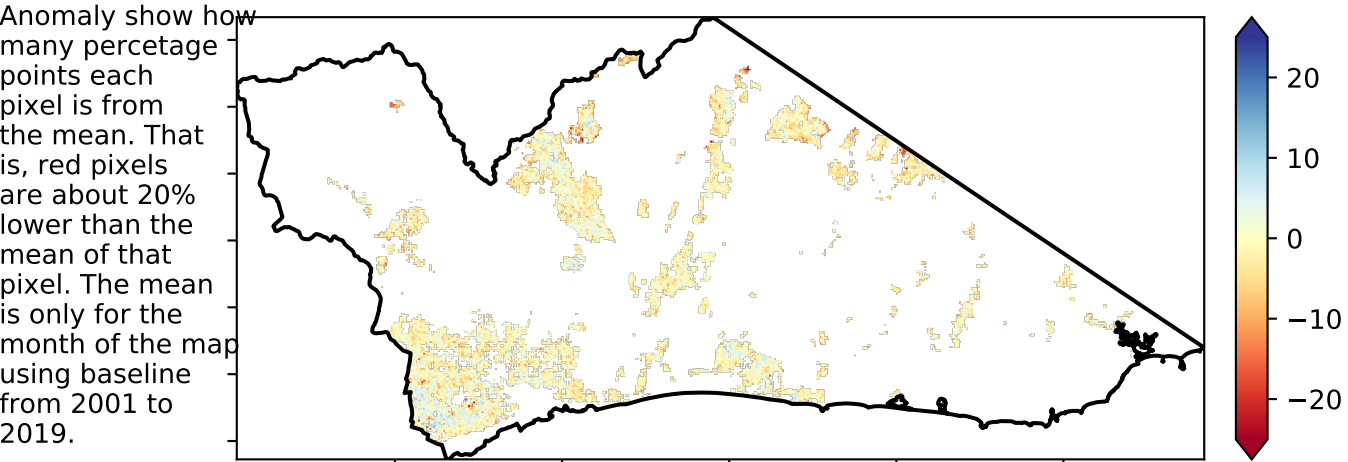 Anomaly show how
many percetage
points each
pixel is from
the mean. That
is, red pixels
are about 20%
lower than the
mean of that
pixel. The mean
is only for the
month of the map
using baseline
from 2001 to
2019.
20
10
0
−10
−20